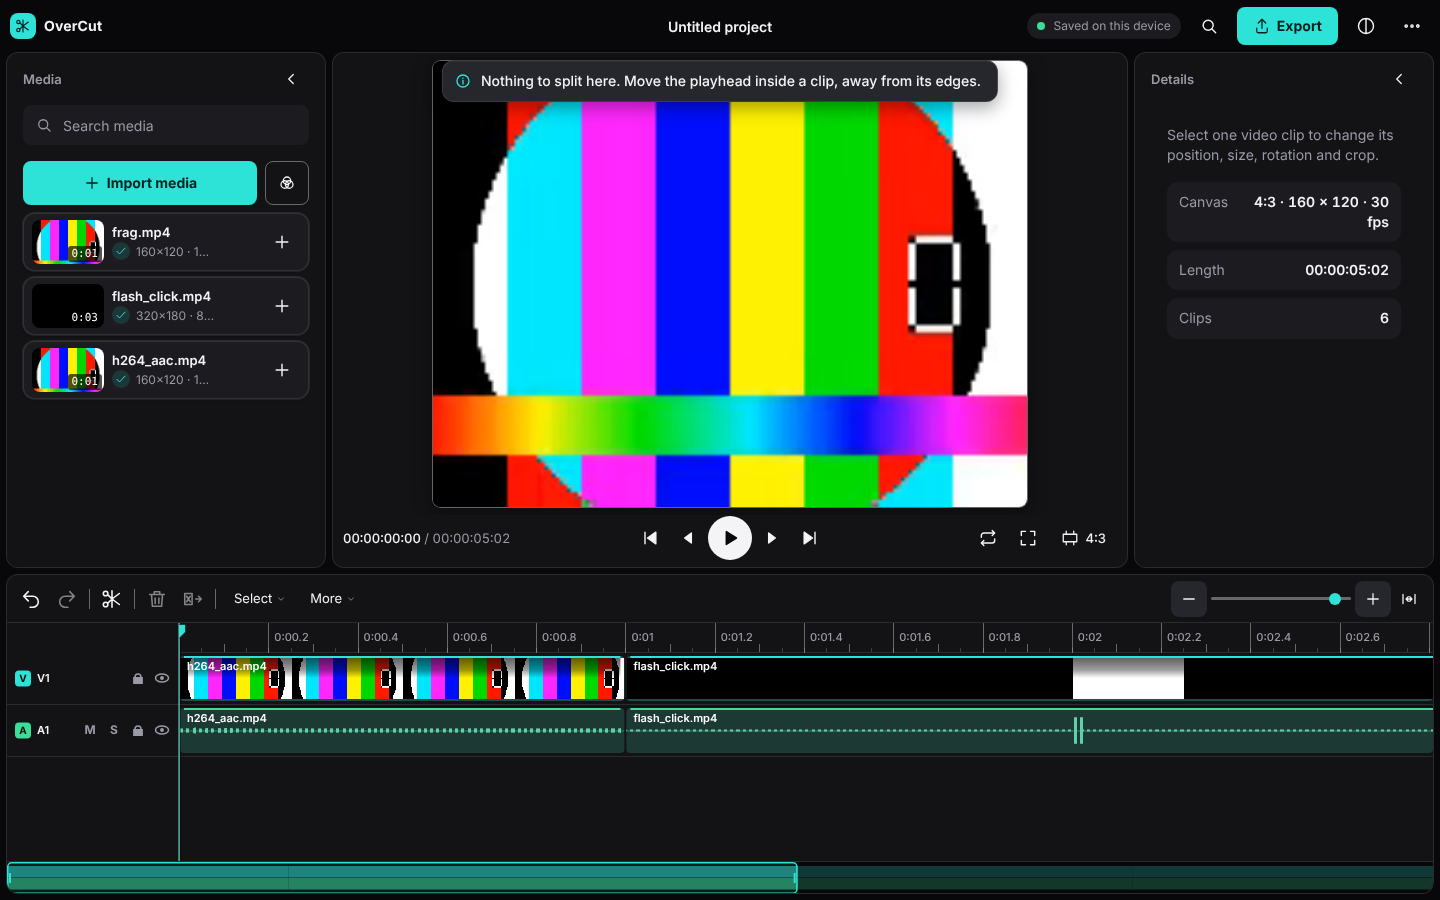 OverCut
Untitled project
Saved on this device
Export
Media
Search media
Import media
frag.mp4
0:01
160×120 · 1...
flash_click.mp4
0:03
320×180 · 8...
h264_aac.mp4
0:01
160×120 · 1...
Nothing to split here. Move the playhead inside a clip, away from its edges.
00:00:00:00 / 00:00:05:02
4:3
Details
Select one video clip to change its
position, size, rotation and crop.
Canvas
4:3 · 160 × 120 · 30
fps
Length
00:00:05:02
Clips
6
Select
More
0:00.2
0:00.4
0:00.6
0:00.8
0:01
0:01.2
0:01.4
0:01.6
0:01.8
0:02
0:02.2
0:02.4
0:02.6
V V1
h264_aac.mp4
flash_click.mp4
A A1 M S
h264_aac.mp4
flash_click.mp4